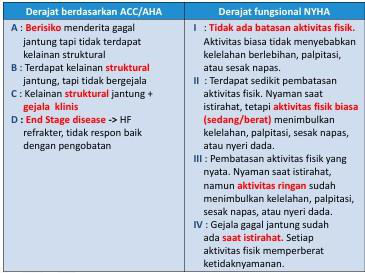 Derajat berdasarkan ACC/AHA
A : Berisiko menderita gagal
jantung tapi tidak terdapat
kelainan struktural
B : Terdapat kelainan struktural
jantung, tapi tidak bergejala
C : Kelainan struktural jantung +
gejala klinis
D : End Stage disease -> HF
refrakter, tidak respon baik
dengan pengobatan
Derajat fungsional NYHA
I : Tidak ada batasan aktivitas fisik.
Aktivitas biasa tidak menyebabkan
kelelahan berlebihan, palpitasi,
atau sesak napas.
II : Terdapat sedikit pembatasan
aktivitas fisik. Nyaman saat
istirahat, tetapi aktivitas fisik biasa
(sedang/berat) menimbulkan
kelelahan, palpitasi, sesak napas,
atau nyeri dada.
III : Pembatasan aktivitas fisik yang
nyata. Nyaman saat istirahat,
namun aktivitas ringan sudah
menimbulkan kelelahan, palpitasi,
sesak napas, atau nyeri dada.
IV : Gejala gagal jantung sudah
ada saat istirahat. Setiap
aktivitas fisik memperberat
ketidaknyamanan.